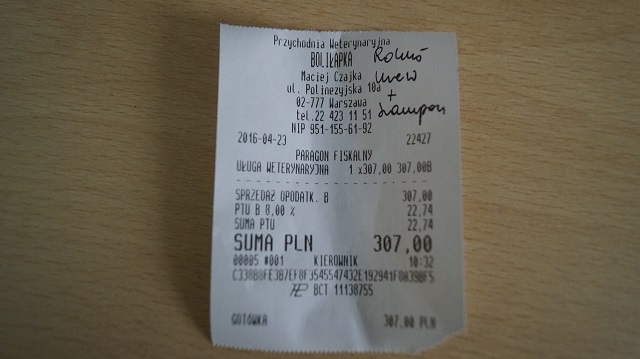 Przychodnia Weterynaryjna
BOLIŁAPKA
Maciej Czajka
ul. Polinezyjska 10a
02-777 Warszawa
tel.22 423 11 51
NIP 951-155-61-92
+
2016-04-23 22427
PARAGON FISKALNY
UŁUGA WETERYNARYJNA 1 x307,00 307,00B
SPRZEDAŻ OPODATK. B 307,00
PTU B 8,00 % 22,74
SUMA PTU 22,74
SUMA PLN 307,00
00005 #001 KIEROWNIK 10:32
BCT 11138755
GOTÓWKA 307,00 PLN